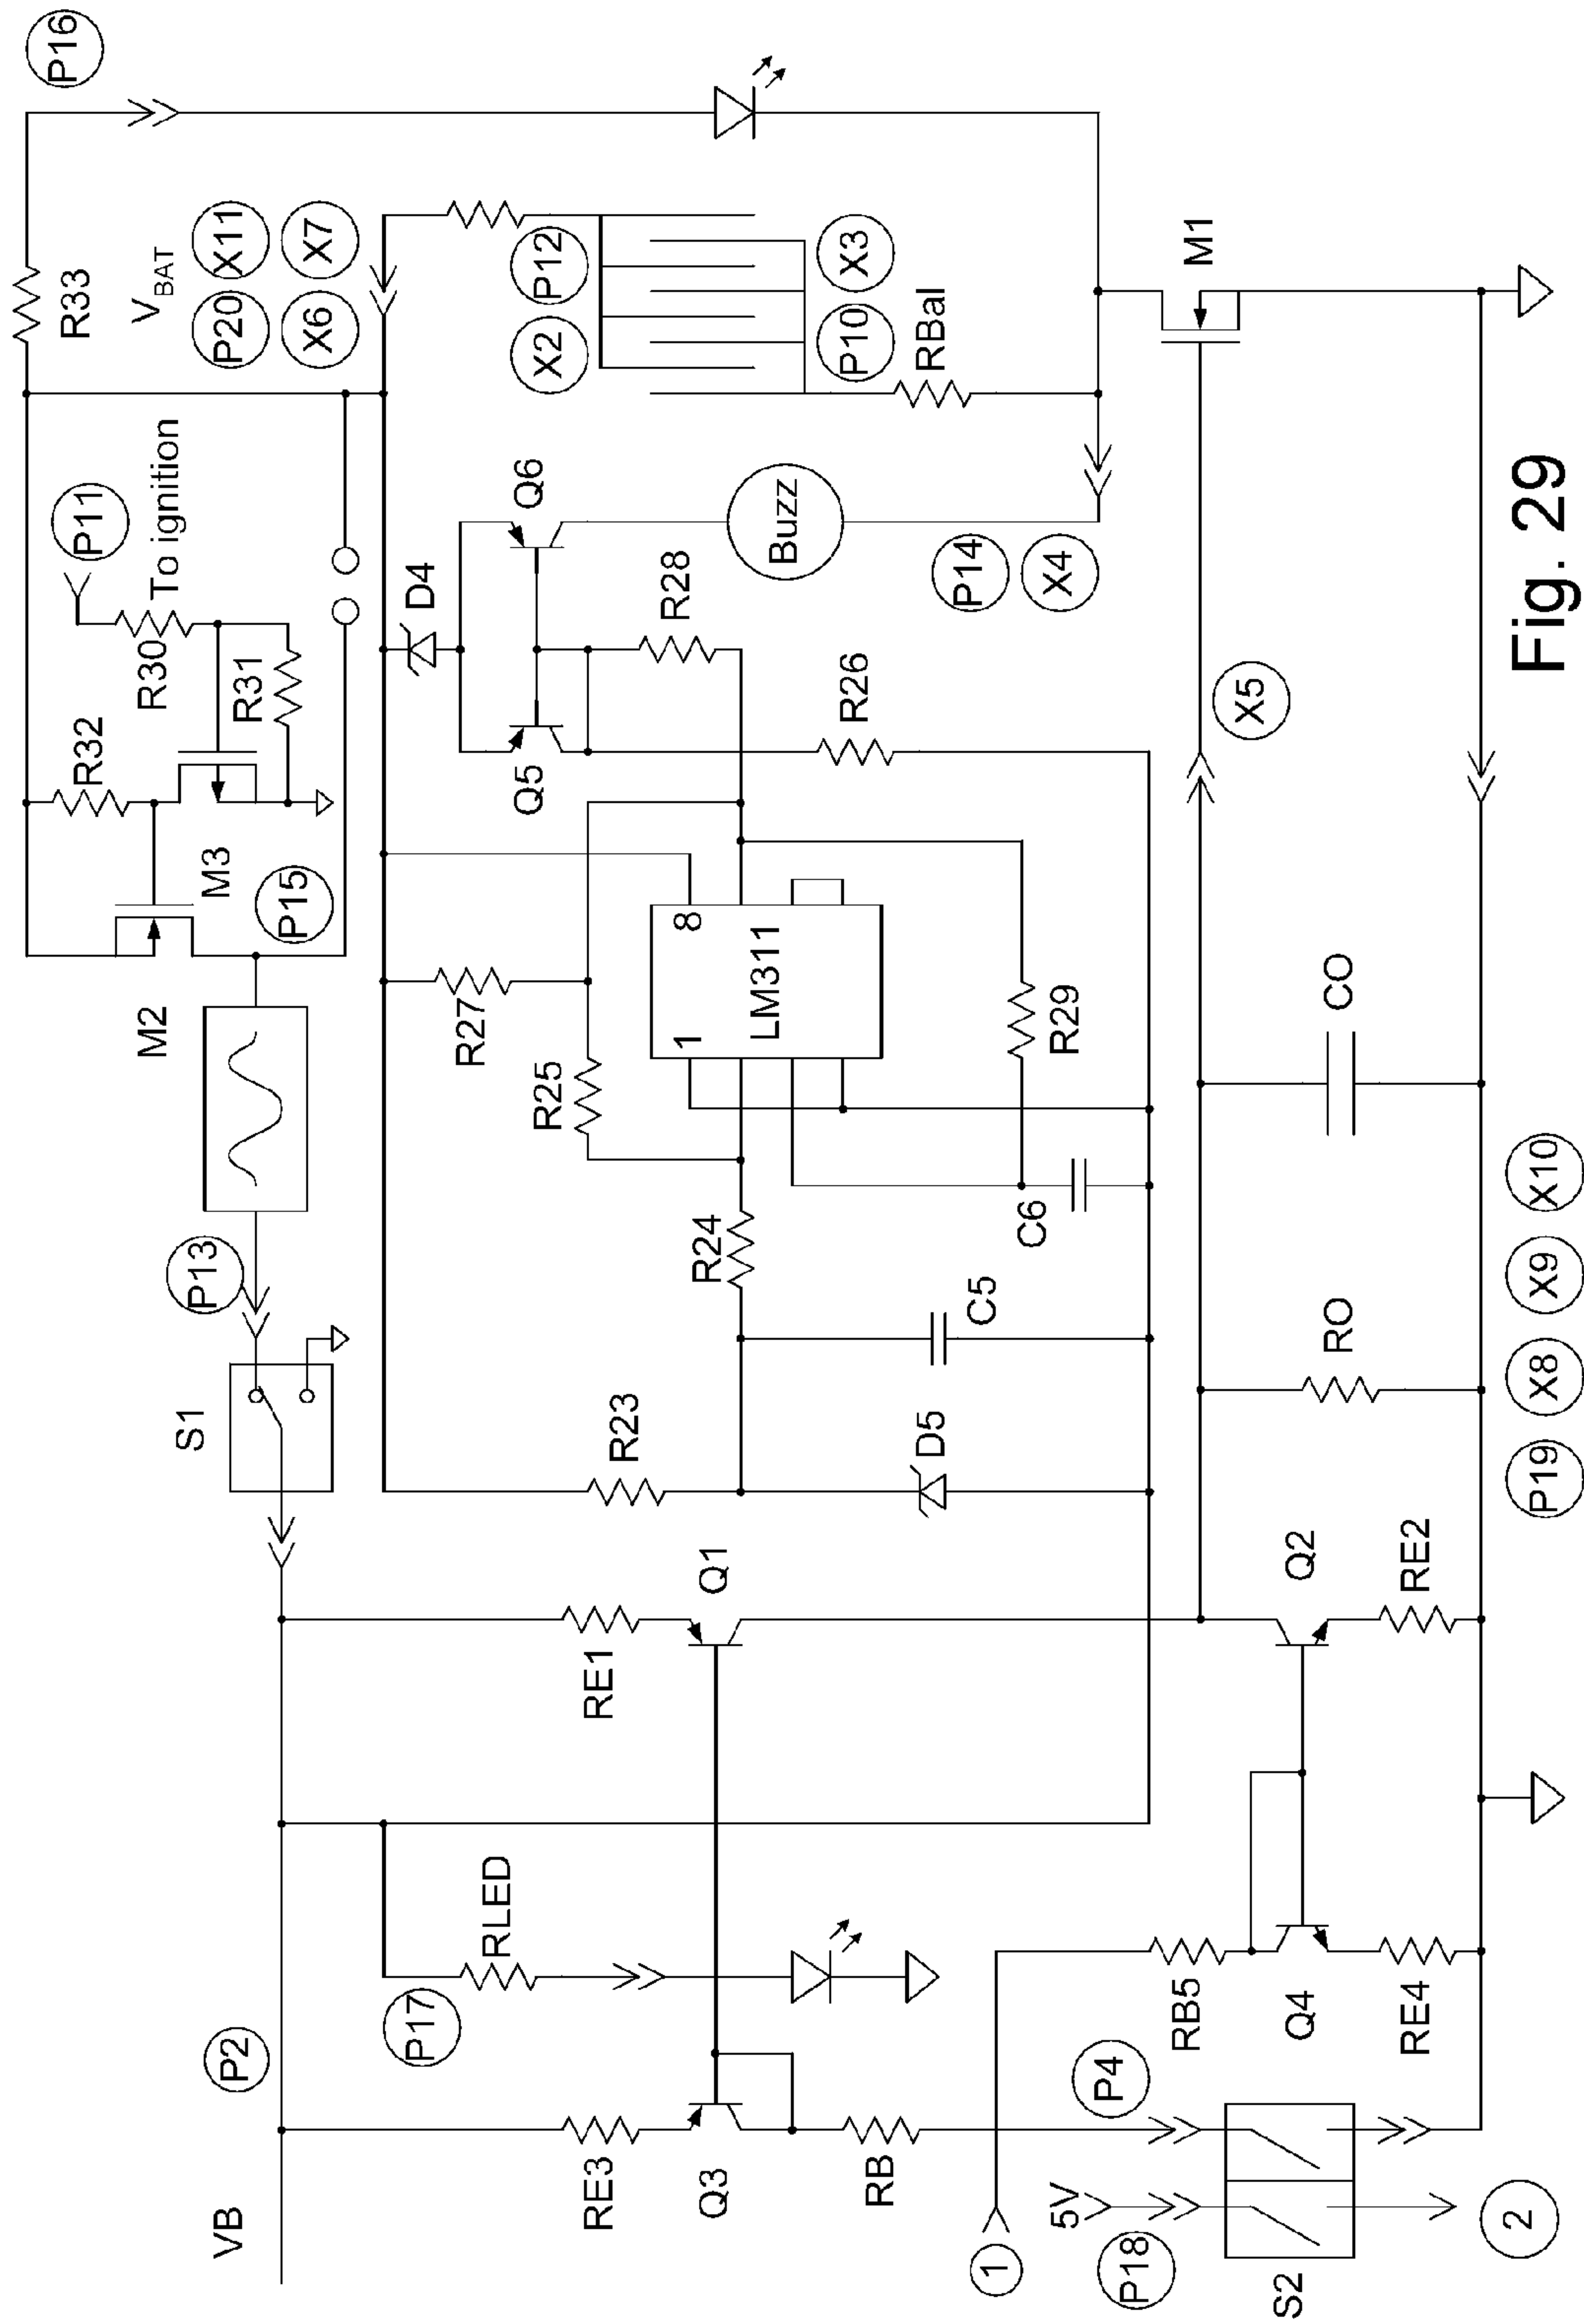 P16
R33
V BAT
P20
X11
X6
X7
P11
To ignition
R30
R31
R32
M3
M2
P15
P13
S1
P2
VB
P12
X2
X3
P10
RBal
M1
D4
Q6
Q5
Buzz
P14
X4
R28
R26
X5
R27
R25
8
1
LM311
R29
R24
C6
C5
R23
D5
Q1
RE1
RLED
P17
RE3
Q3
RB
CO
RO
Q2
RE2
P19
X8
X9
X10
RB5
Q4
RE4
P4
1
5V
P18
S2
2
Fig. 29